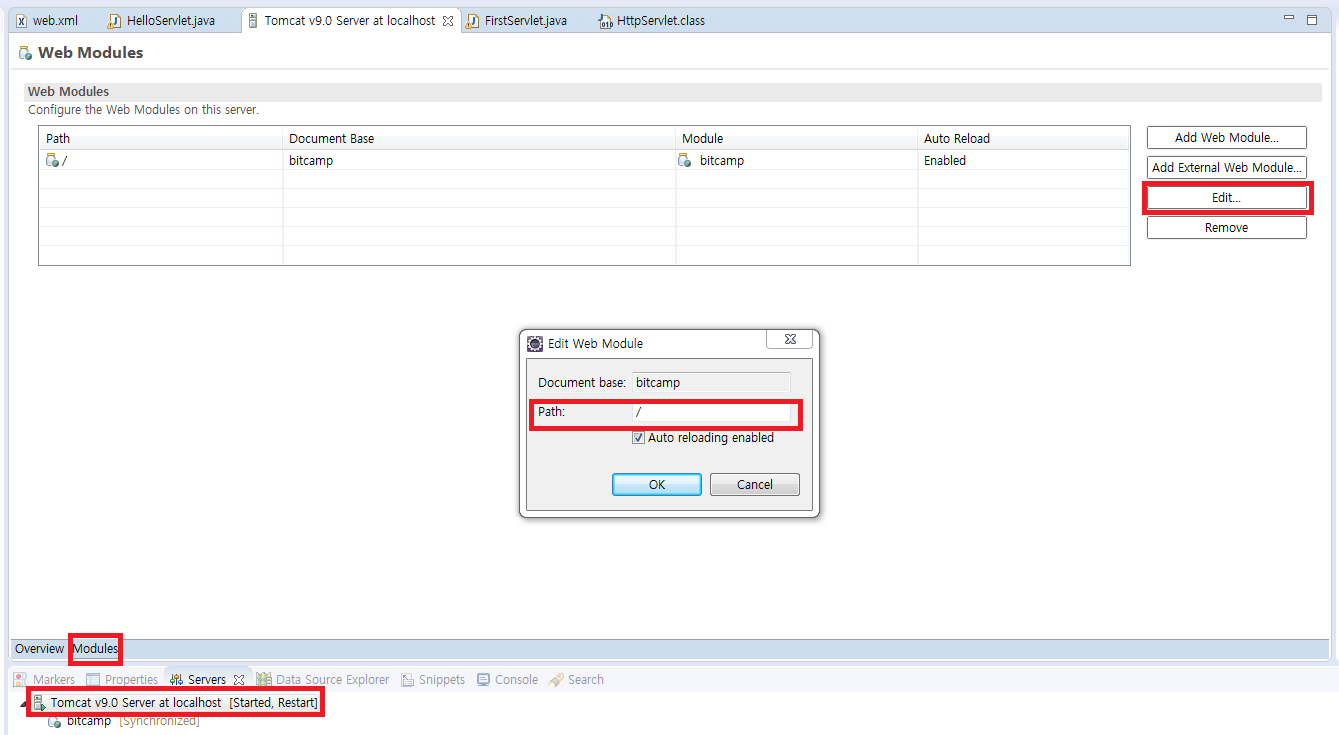 web.xml HelloServlet.java Tomcat v9.0 Server at localhost FirstServlet.java HttpServlet.class
Web Modules
Web Modules
Configure the Web Modules on this server.
Path Document Base Module Auto Reload
/ bitcamp bitcamp Enabled
Add Web Module...
Add External Web Module...
Edit...
Remove
Edit Web Module
Document base: bitcamp
Path: /
Auto reloading enabled
OK Cancel
Overview Modules
Markers Properties Servers Data Source Explorer Snippets Console Search
Tomcat v9.0 Server at localhost [Started, Restart]
bitcamp [Synchronized]